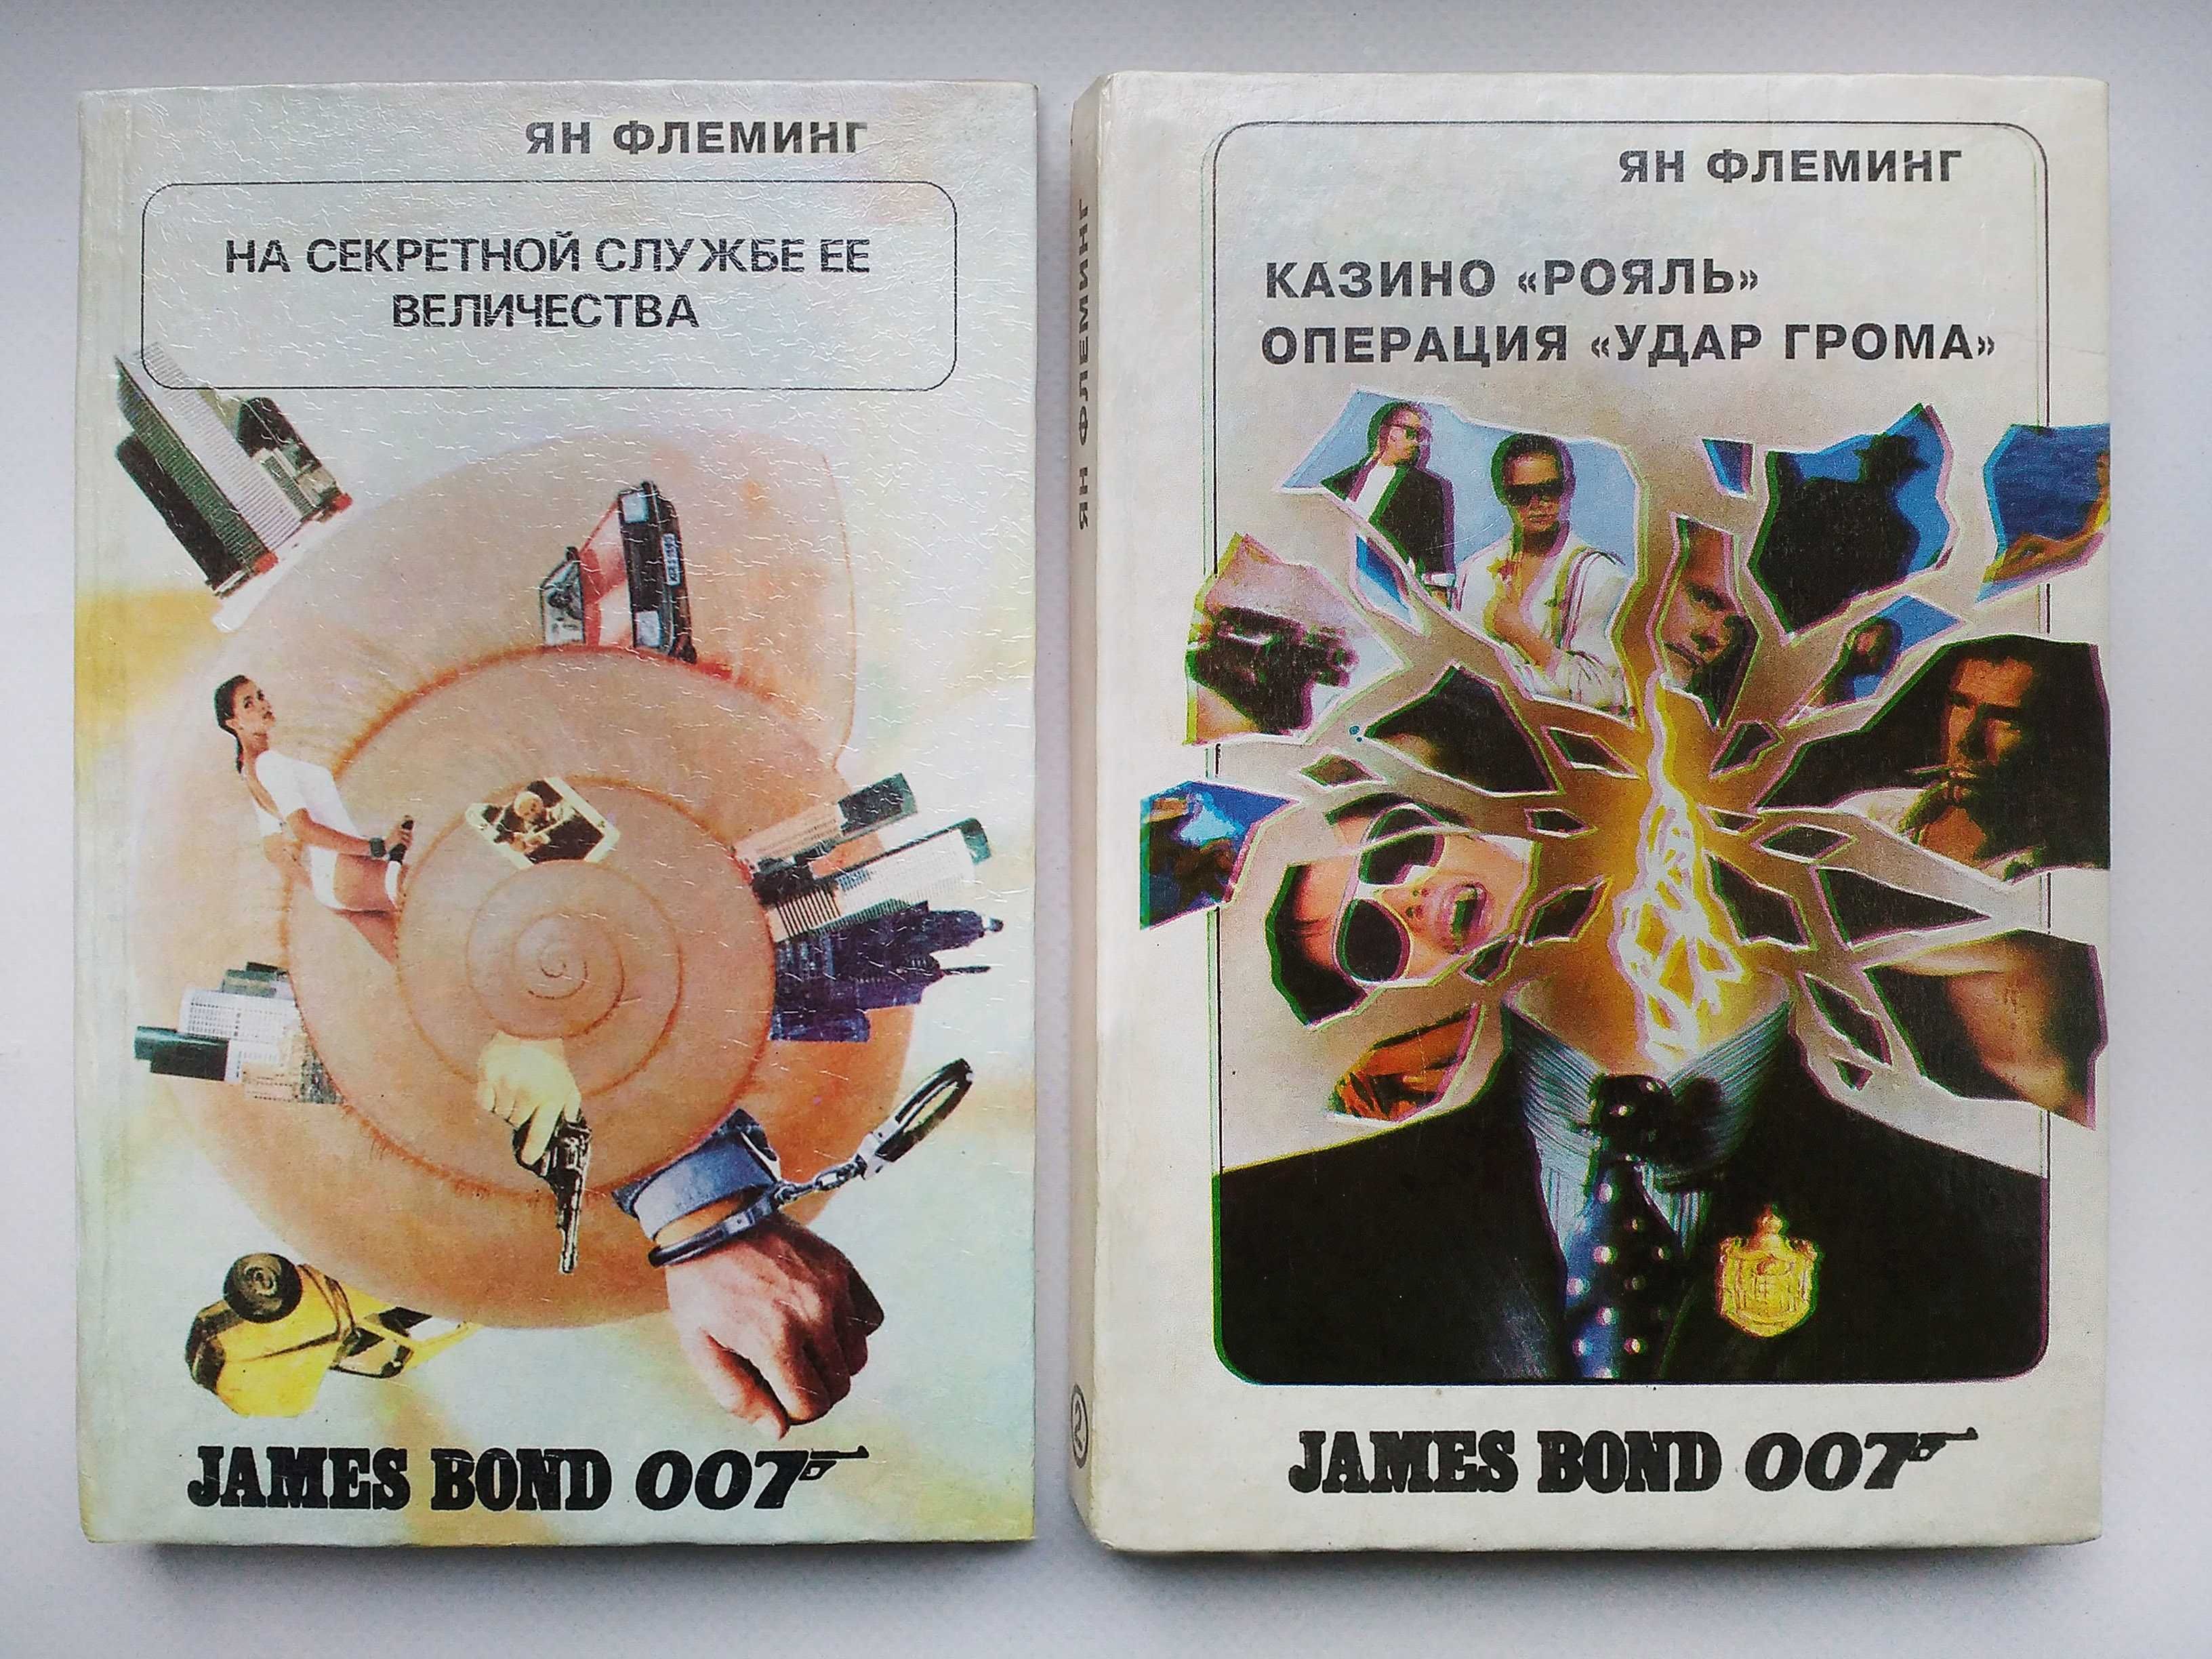 ЯН ФЛЕМИНГ
НА СЕКРЕТНОЙ СЛУЖБЕ ЕЕ
ВЕЛИЧЕСТВА
JAMES BOND 007
ЯН ФЛЕМИНГ
2
ЯН ФЛЕМИНГ
КАЗИНО «РОЯЛЬ»
ОПЕРАЦИЯ «УДАР ГРОМА»
JAMES BOND 007